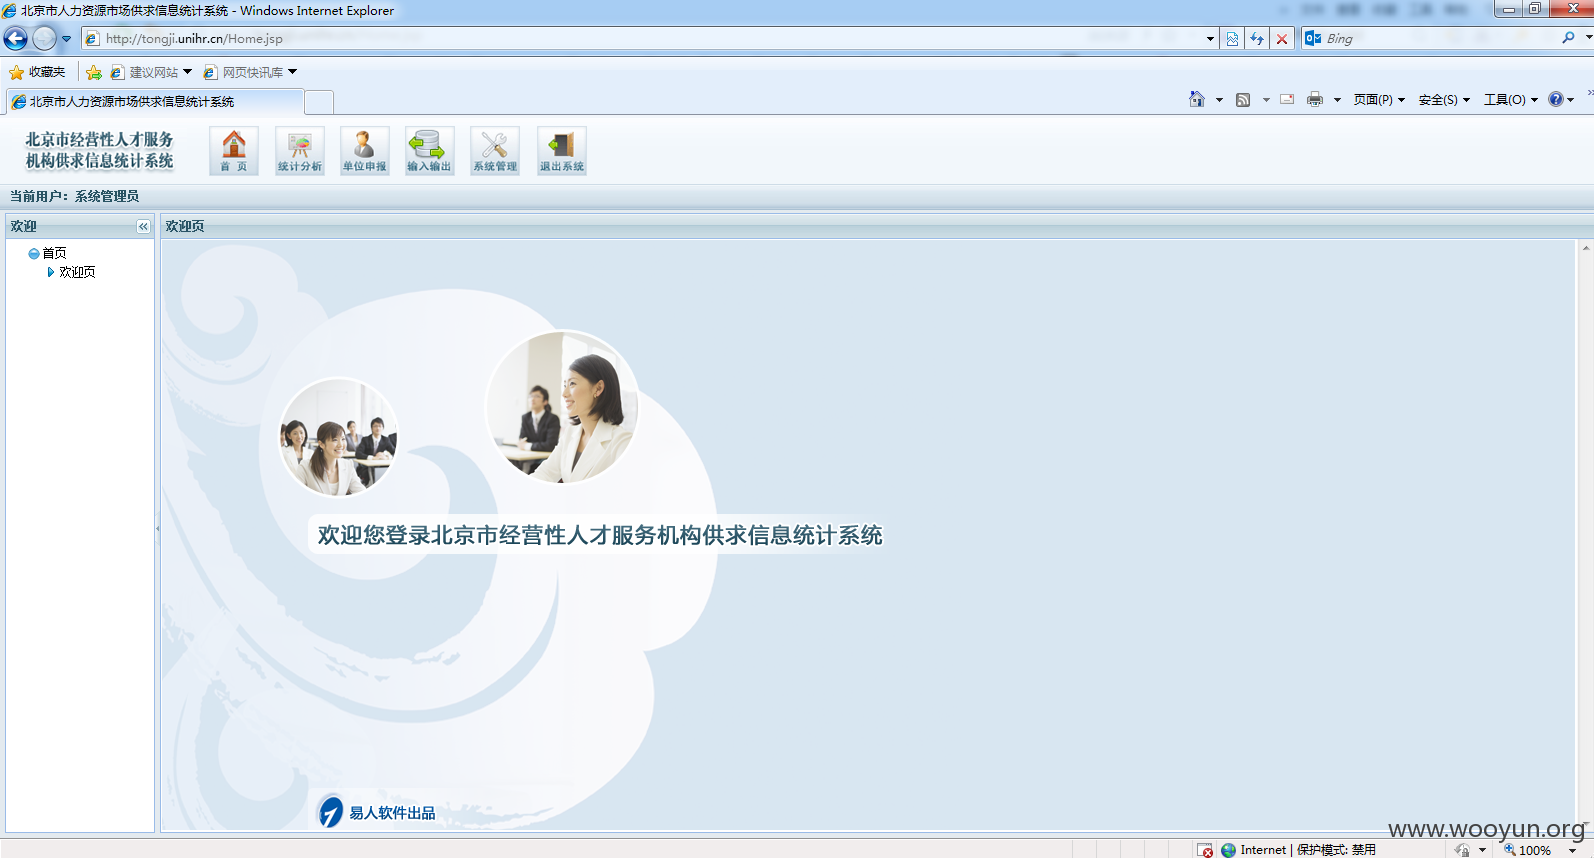 北京市人力资源市场供求信息统计系统 - Windows Internet Explorer
http://tongji.unihr.cn/Home.jsp
Bing
收藏夹
建议网站
网页快讯库
北京市人力资源市场供求信息统计系统
页面(P)
安全(S)
工具(O)
北京市经营性人才服务
机构供求信息统计系统
首 页
统计分析
单位申报
输入输出
系统管理
退出系统
当前用户: 系统管理员
欢迎
欢迎页
首页
欢迎页
欢迎您登录北京市经营性人才服务机构供求信息统计系统
易人软件出品
www.wooyun.org
Internet | 保护模式: 禁用
100%